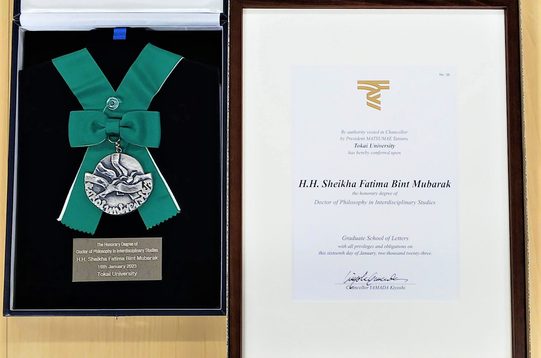 The Honorary Degree of
Doctor of Philosophy in Interdisciplinary Studies
H.H. Sheikha Fatima Bint Mubarak
16th January 2023
Tokai University
No. 
By authority vested as Chancellor
by President MATSUMAE Tatsuro,
Tokai University
has hereby conferred upon
H.H. Sheikha Fatima Bint Mubarak
the honorary degree of
Doctor of Philosophy in Interdisciplinary Studies
Graduate School of Letters
with all privileges and obligations on
this sixteenth day of January, two thousand twenty-three
Chancellor YAMADA Kiyoshi